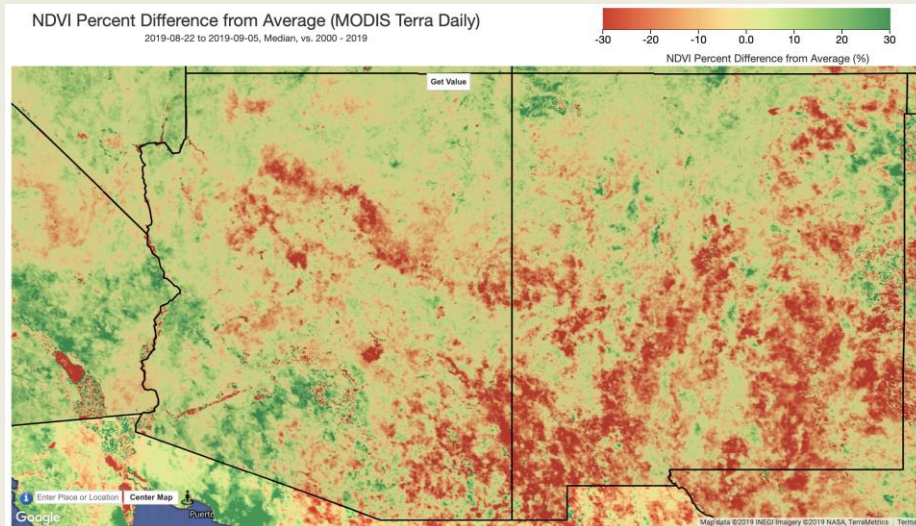 NDVI Percent Difference from Average (MODIS Terra Daily)
2019-08-22 to 2019-09-05, Median, vs. 2000 - 2019
-30 -20 -10 0.0 10 20 30
NDVI Percent Difference from Average (%)
Get Value
Enter Place or Location
Center Map
Google
Puerto
Map data ©2019 INEGI Imagery ©2019 NASA, TerraMetrics
Term